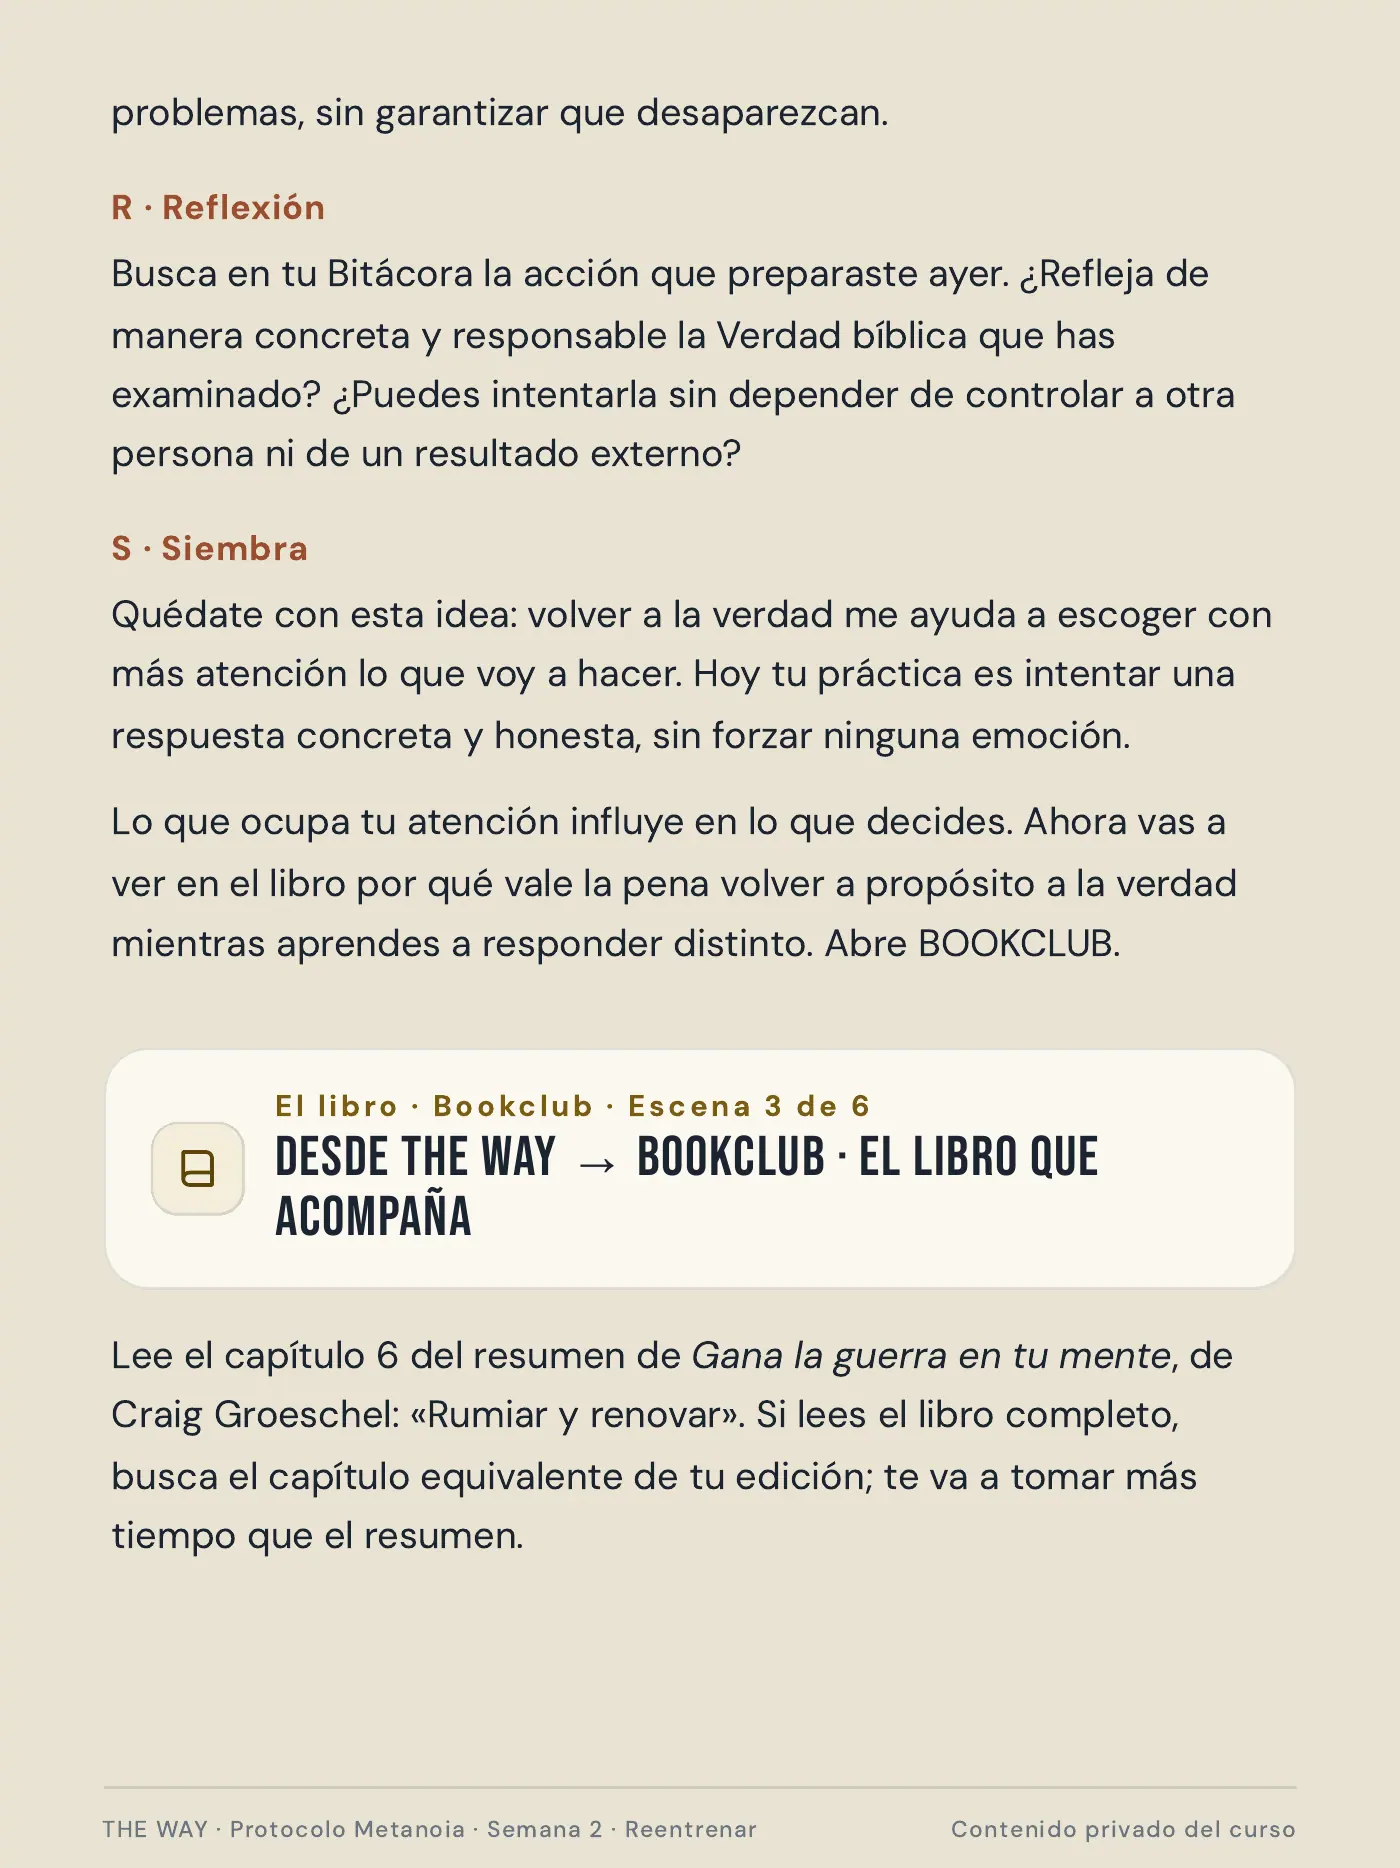 problemas, sin garantizar que desaparezcan.
R · Reflexión
Busca en tu Bitácora la acción que preparaste ayer. ¿Refleja de
manera concreta y responsable la Verdad bíblica que has
examinado? ¿Puedes intentarla sin depender de controlar a otra
persona ni de un resultado externo?
S · Siembra
Quédate con esta idea: volver a la verdad me ayuda a escoger con
más atención lo que voy a hacer. Hoy tu práctica es intentar una
respuesta concreta y honesta, sin forzar ninguna emoción.
Lo que ocupa tu atención influye en lo que decides. Ahora vas a
ver en el libro por qué vale la pena volver a propósito a la verdad
mientras aprendes a responder distinto. Abre BOOKCLUB.
El libro · Bookclub · Escena 3 de 6
DESDE THE WAY → BOOKCLUB · EL LIBRO QUE
ACOMPAÑA
Lee el capítulo 6 del resumen de Gana la guerra en tu mente, de
Craig Groeschel: «Rumiar y renovar». Si lees el libro completo,
busca el capítulo equivalente de tu edición; te va a tomar más
tiempo que el resumen.
THE WAY · Protocolo Metanoia · Semana 2 · Reentrenar
Contenido privado del curso